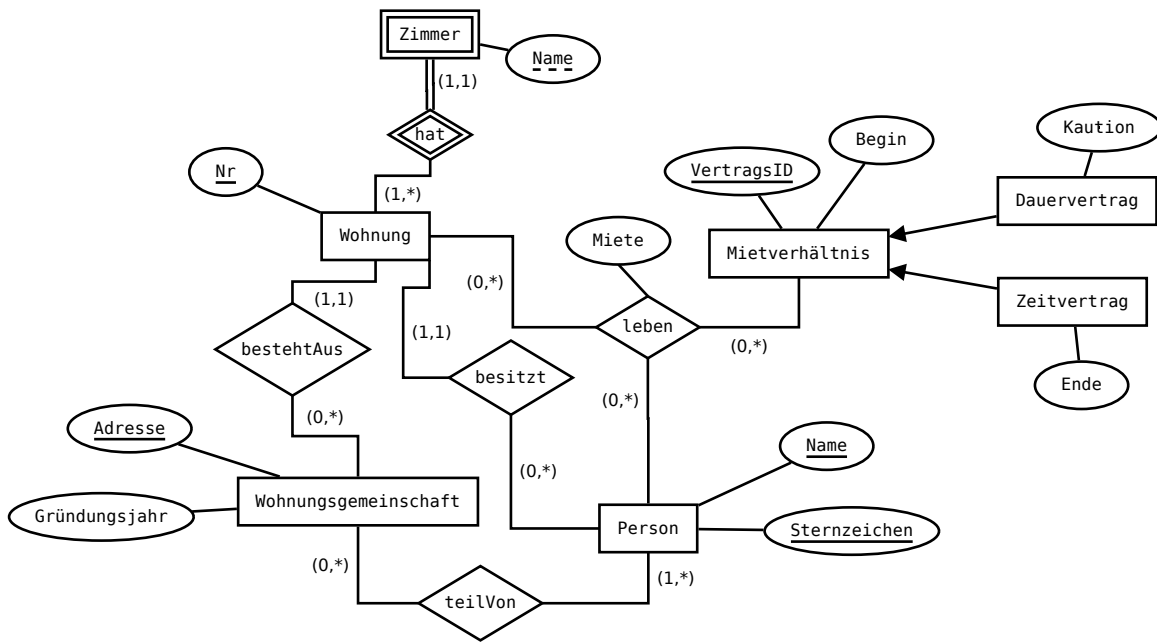 Zimmer
Name
(1,1)
hat
Nr
(1,*)
Wohnung
VertragsID
Begin
Kaution
Dauervertrag
Miete
Mietverhältnis
Zeitvertrag
(1,1)
(0,*)
(1,1)
leben
(0,*)
bestehtAus
besitzt
Ende
(0,*)
(0,*)
Adresse
Name
(0,*)
Wohnungsgemeinschaft
Gründungsjahr
Person
Sternzeichen
(0,*)
(1,*)
teilVon